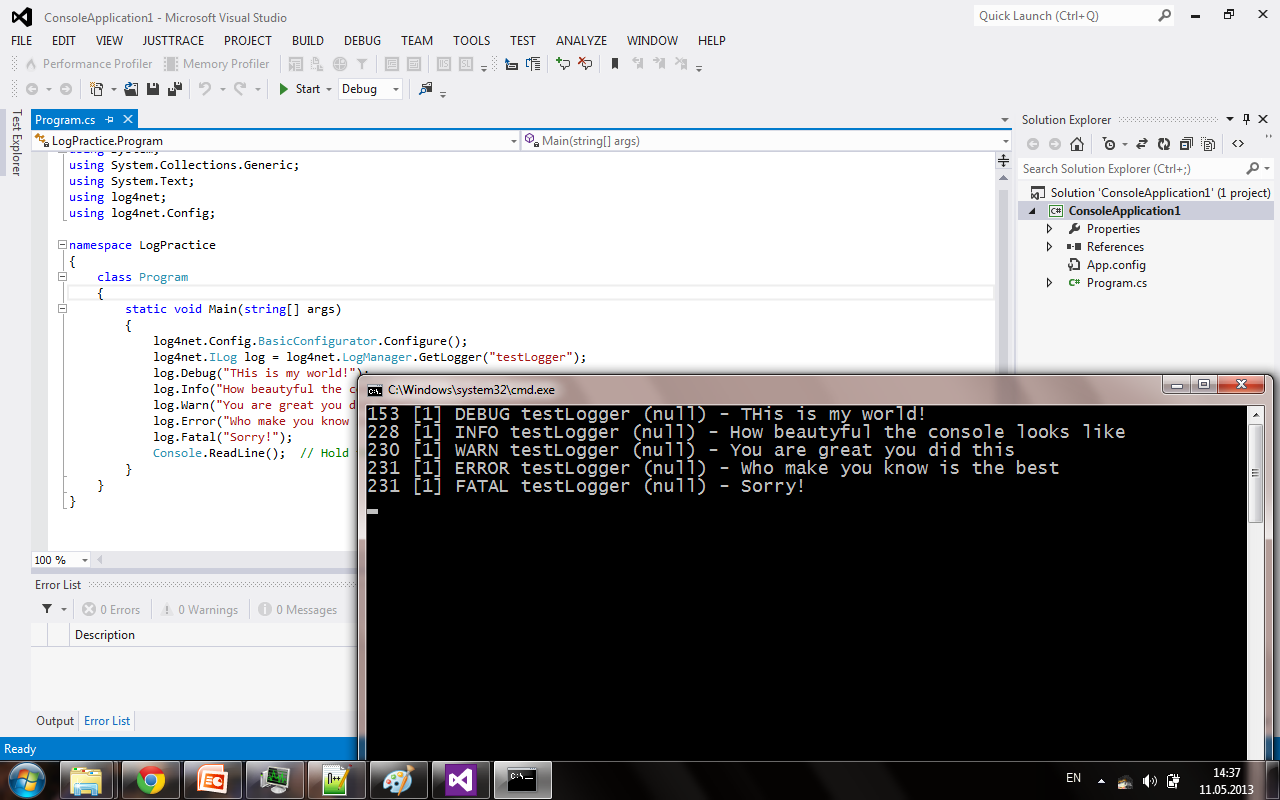 ConsoleApplication1 - Microsoft Visual Studio
Quick Launch (Ctrl+Q)
FILE EDIT VIEW JUSTTRACE PROJECT BUILD DEBUG TEAM TOOLS TEST ANALYZE WINDOW HELP
Performance Profiler Memory Profiler
Start Debug
Test Explorer
Program.cs
LogPractice.Program
Main(string[] args)
using System;
using System.Collections.Generic;
using System.Text;
using log4net;
using log4net.Config;
namespace LogPractice
{
class Program
{
static void Main(string[] args)
{
log4net.Config.BasicConfigurator.Configure();
log4net.ILog log = log4net.LogManager.GetLogger("testLogger");
log.Debug("THis is my world!");
log.Info("How beautyful the c
log.Warn("You are great you d
log.Error("Who make you know
log.Fatal("Sorry!");
Console.ReadLine(); // Hold
}
}
}
100 %
Solution Explorer
Search Solution Explorer (Ctrl+;)
Solution 'ConsoleApplication1' (1 project)
C# ConsoleApplication1
Properties
References
App.config
C# Program.cs
C:\Windows\system32\cmd.exe
153 [1] DEBUG testLogger (null) - THis is my world!
228 [1] INFO testLogger (null) - How beautyful the console looks like
230 [1] WARN testLogger (null) - You are great you did this
231 [1] ERROR testLogger (null) - Who make you know is the best
231 [1] FATAL testLogger (null) - Sorry!
Error List
0 Errors 0 Warnings 0 Messages
Description
Output Error List
Ready
EN
14:37
11.05.2013